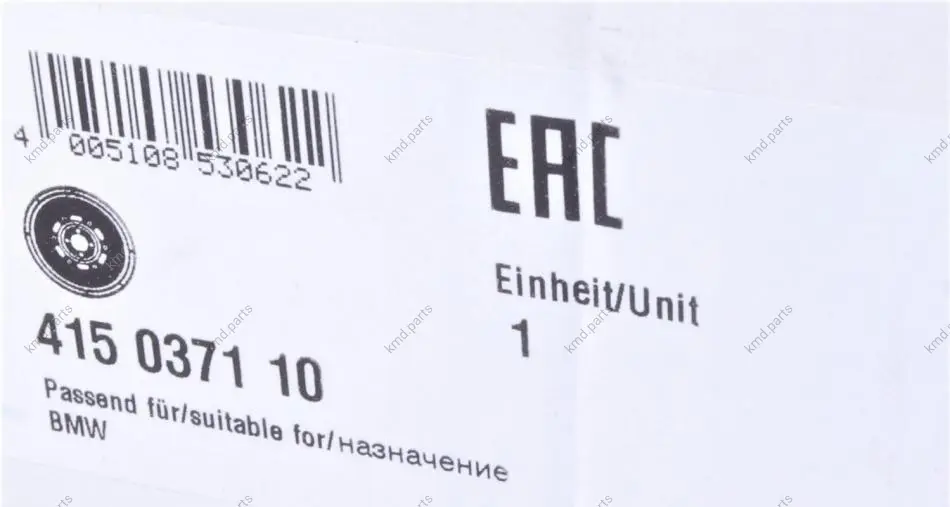 4 005108 530622
EAC
Einheit/Unit
1
415 0371 10
Passend für/suitable for/назначение
BMW
kmd.parts